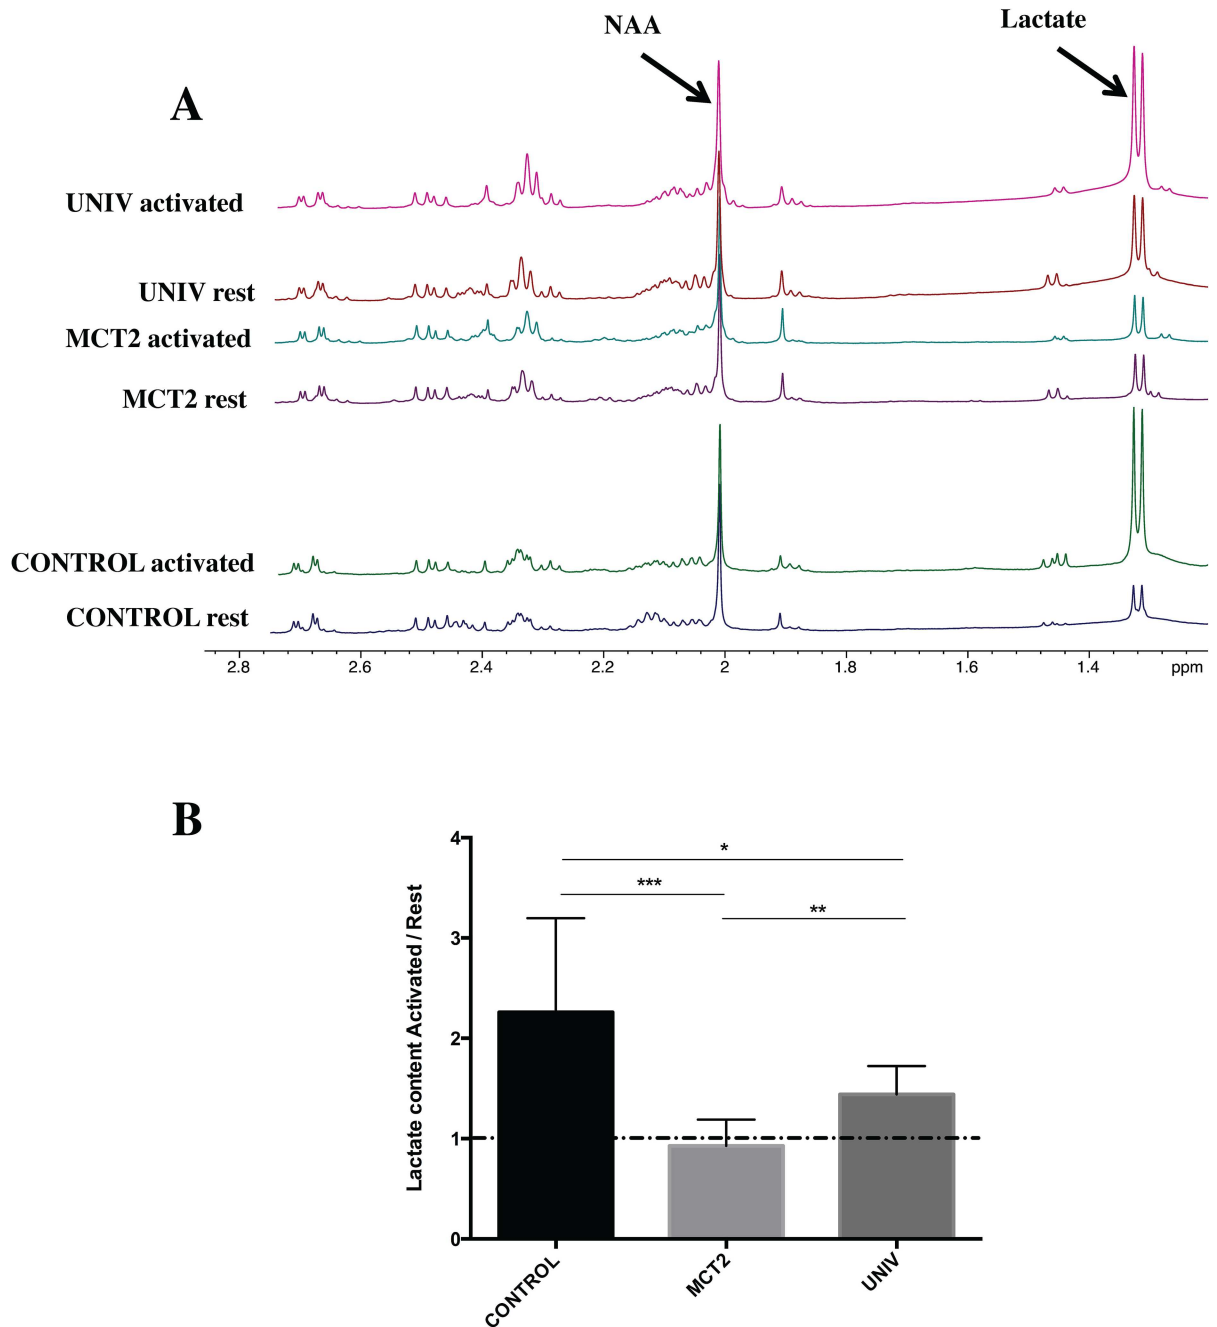 NAA
Lactate
A
UNIV activated
UNIV rest
MCT2 activated
MCT2 rest
CONTROL activated
CONTROL rest
2.8 2.6 2.4 2.2 2 1.8 1.6 1.4 ppm
B
Lactate content Activated / Rest
4
3
2
1
0
*
***
**
CONTROL
MCT2
UNIV